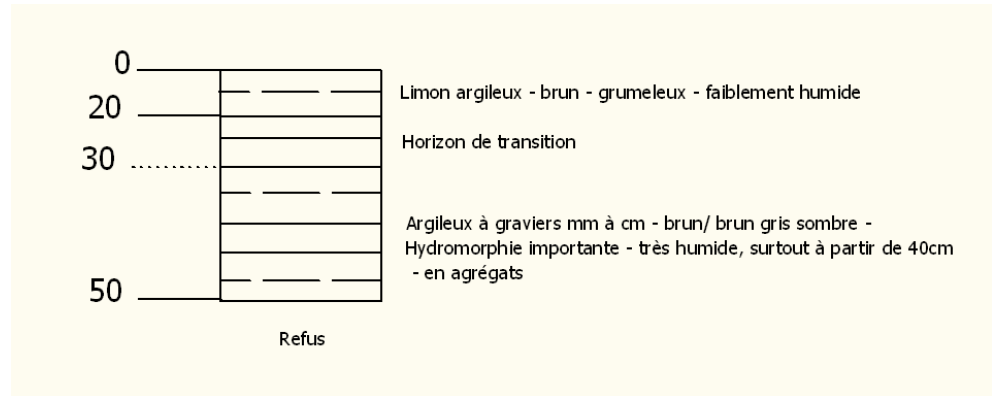 0
Limon argileux - brun - grumeleux - faiblement humide
20
Horizon de transition
30
Argileux à graviers mm à cm - brun/ brun gris sombre -
Hydromorphie importante - très humide, surtout à partir de 40cm
- en agrégats
50
Refus